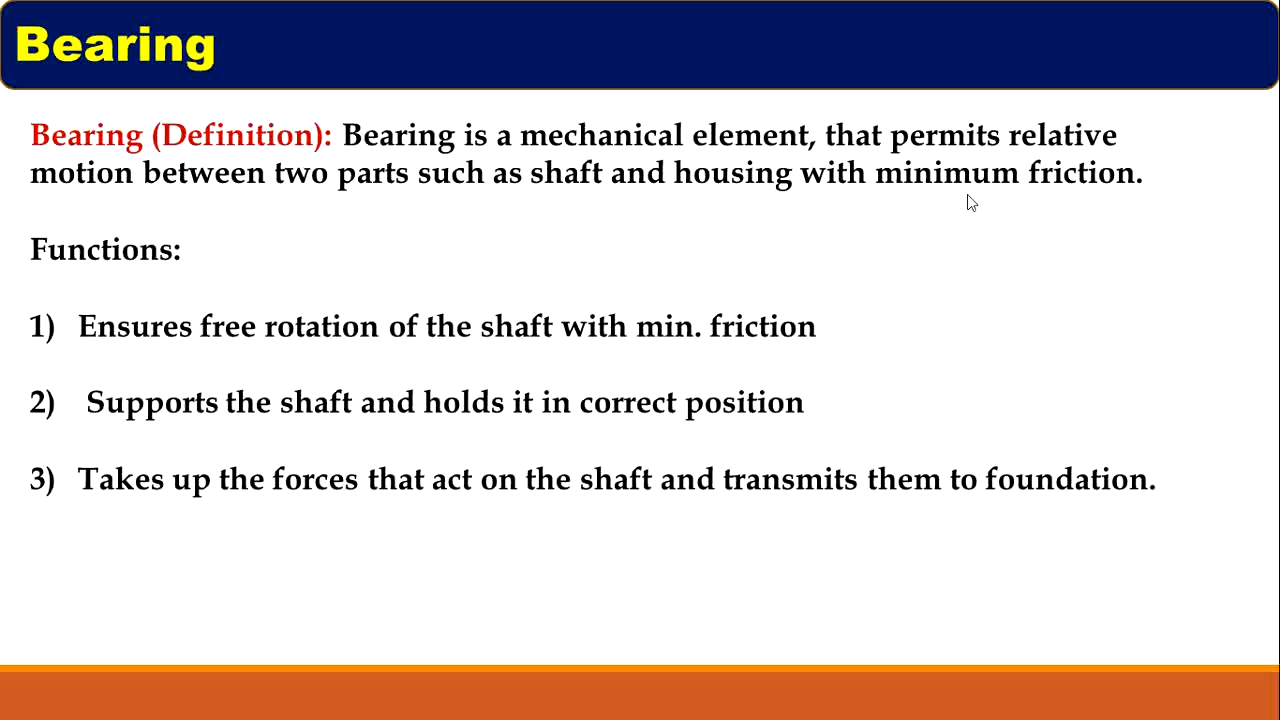 Bearing
Bearing (Definition): Bearing is a mechanical element, that permits relative
motion between two parts such as shaft and housing with minimum friction.
Functions:
1) Ensures free rotation of the shaft with min. friction
2) Supports the shaft and holds it in correct position
3) Takes up the forces that act on the shaft and transmits them to foundation.